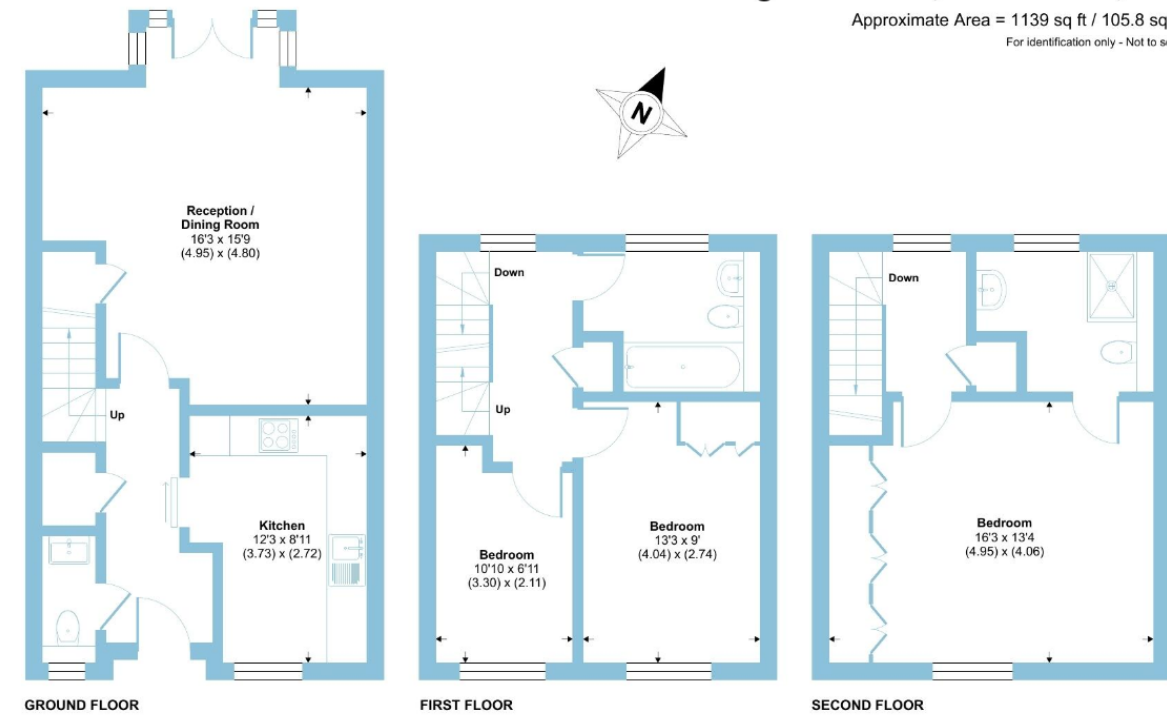 Approximate Area = 1139 sq ft / 105.8 sq
For identification only - Not to
N
Reception /
Dining Room
16'3 x 15'9
(4.95) x (4.80)
Up
Kitchen
12'3 x 8'11
(3.73) x (2.72)
GROUND FLOOR
Down
Up
Bedroom
10'10 x 6'11
(3.30) x (2.11)
Bedroom
13'3 x 9'
(4.04) x (2.74)
FIRST FLOOR
Down
Bedroom
16'3 x 13'4
(4.95) x (4.06)
SECOND FLOOR